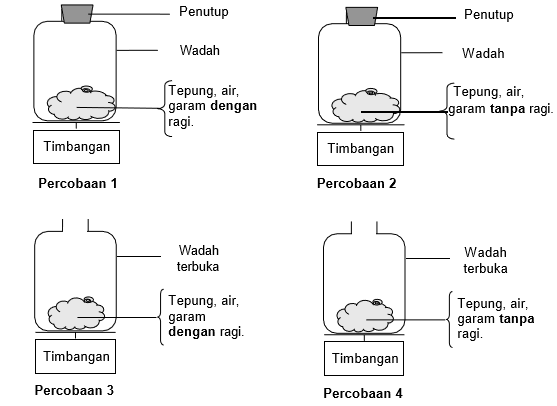 Penutup
Wadah
Tepung, air,
garam dengan
ragi.
Timbangan
Percobaan 1
Penutup
Wadah
Tepung, air,
garam tanpa ragi.
Timbangan
Percobaan 2
Wadah
terbuka
Tepung, air,
garam
dengan ragi.
Timbangan
Percobaan 3
Wadah
terbuka
Tepung, air,
garam tanpa
ragi.
Timbangan
Percobaan 4